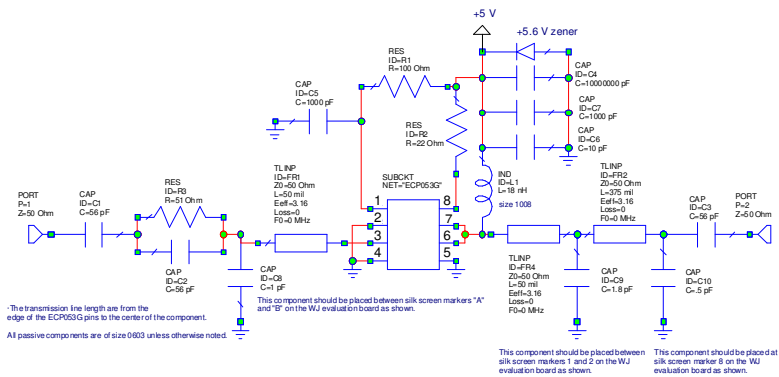 +5 V
+5.6 V zener
RES
ID=R1
R=100 Ohm
CAP
ID=C5
C=1000 pF
CAP
ID=C4
C=10000000 pF
CAP
ID=C7
C=1000 pF
CAP
ID=C6
C=10 pF
RES
ID=R2
R=22 Ohm
IND
ID=L1
L=18 nH
size 1008
PORT
P=1
Z=50 Ohm
CAP
ID=C1
C=56 pF
RES
ID=R3
R=51 Ohm
CAP
ID=C2
C=56 pF
TLINP
ID=FR1
Z0=50 Ohm
L=50 mil
Eeff=3.16
Loss=0
F0=0 MHz
CAP
ID=C8
C=1 pF
SUBCKT
NET="ECP053G"
1
2
3
4
8
7
6
5
TLINP
ID=FR4
Z0=50 Ohm
L=50 mil
Eeff=3.16
Loss=0
F0=0 MHz
TLINP
ID=FR2
Z0=50 Ohm
L=375 mil
Eeff=3.16
Loss=0
F0=0 MHz
CAP
ID=C9
C=1.8 pF
CAP
ID=C10
C=.5 pF
CAP
ID=C3
C=56 pF
PORT
P=2
Z=50 Ohm
-The transmission line length are from the
edge of the ECP053G pins to the center of the component.
All passive components are of size 0603 unless otherwise noted.
This component should be placed between silk screen markers "A"
and "B" on the WJ evaluation board as shown.
This component should be placed between
silk screen markers 1 and 2 on the WJ
evaluation board as shown.
This component should be placed at
silk screen marker 8 on the WJ
evaluation board as shown.